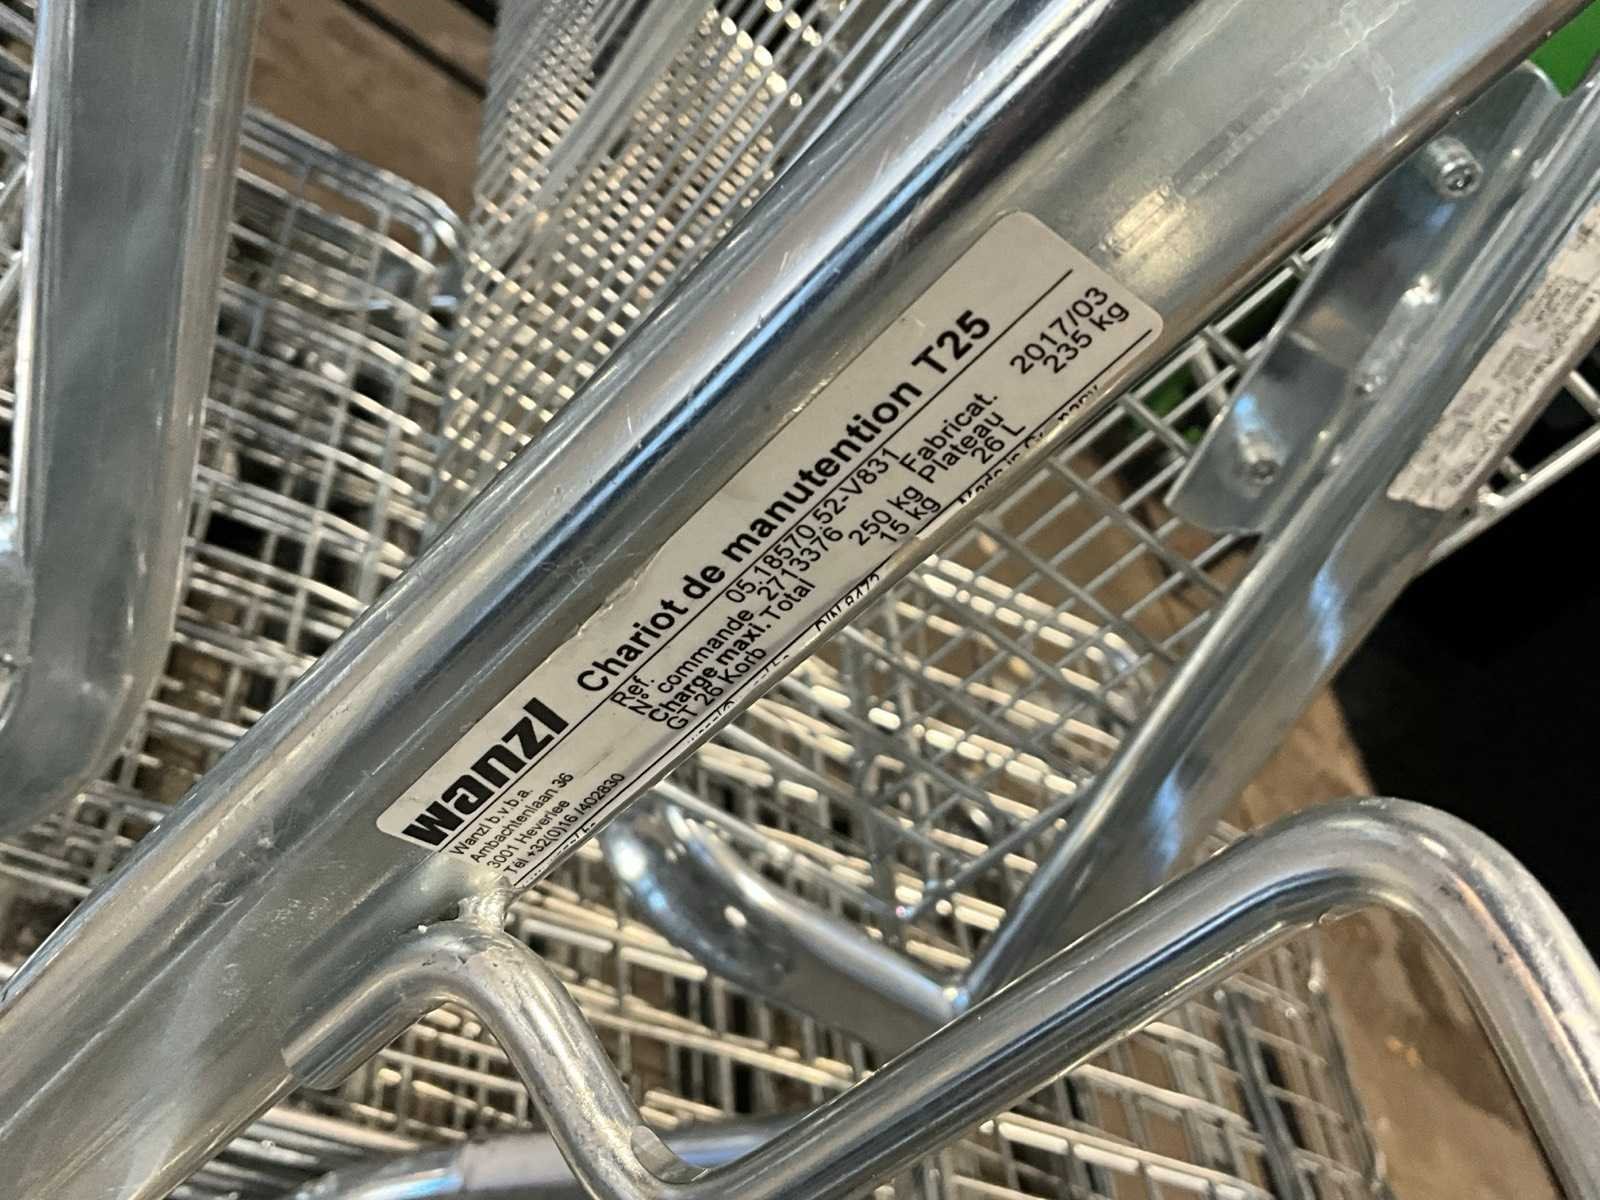 wanzl
Chariot de manutention T25
Wanzl b.v.b.a.
Ambachtenlaan 36
3001 Heverlee
Tél +32(0)16 /402830
Ref. 05.18570.52-V831 Fabricat. 2017/03
N° commande 2713376
Charge maxi. Total 250 kg Plateau 235 kg
GT 26 Korb 15 kg 26 L